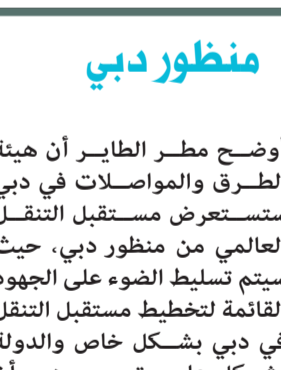 منظور دبي
أوضح مطر الطاير أن هيئة
الطرق والمواصلات في دبي
ستستعرض مستقبل التنقل
العالمي من منظور دبي، حيث
سيتم تسليط الضوء على الجهود
القائمة لتخطيط مستقبل التنقل
في دبي بشكل خاص والدولة